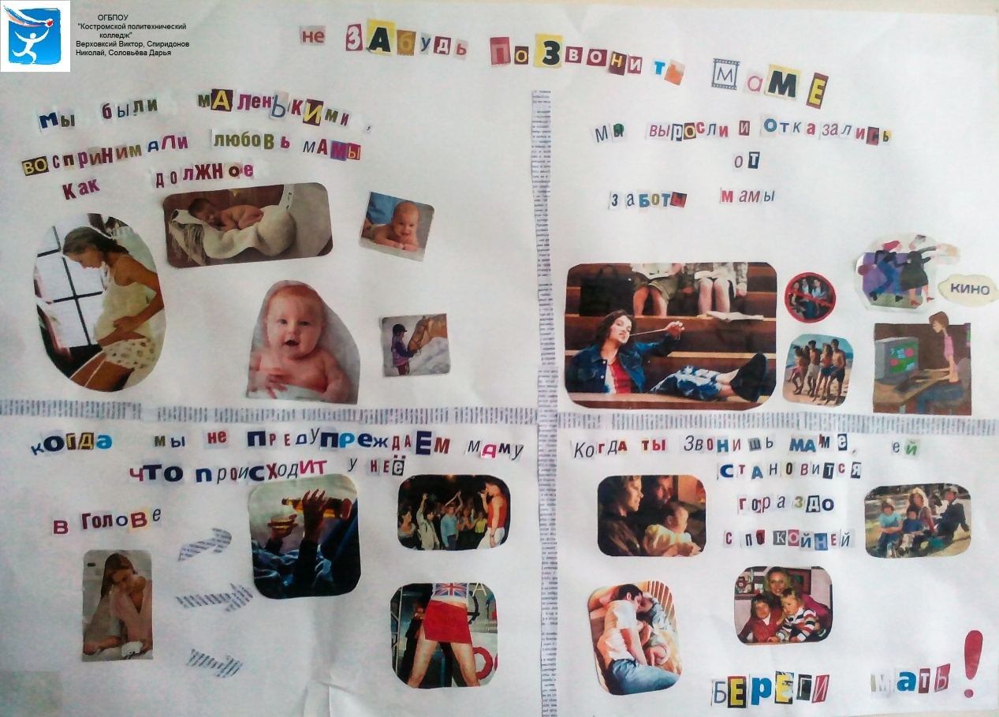 ОГБПОУ
"Костромской политехнический
колледж"
Верховксий Виктор, Спиридонов
Николай, Соловьёва Дарья
не ЗАбудь поЗвонить МаМЕ
Мы были мАленЬкИми,
воспринимали любовь мАмы
Как должное
Мы выросли и отказались
от
заботы мамы
КИНО
когда мы не ПРЕДУПРЕЖДАЕМ маму
что происходит у неё
в Голове
Когда ты Звонишь маме, ей
становится
гораздо
спокойней
БЕРЕГИ мать!